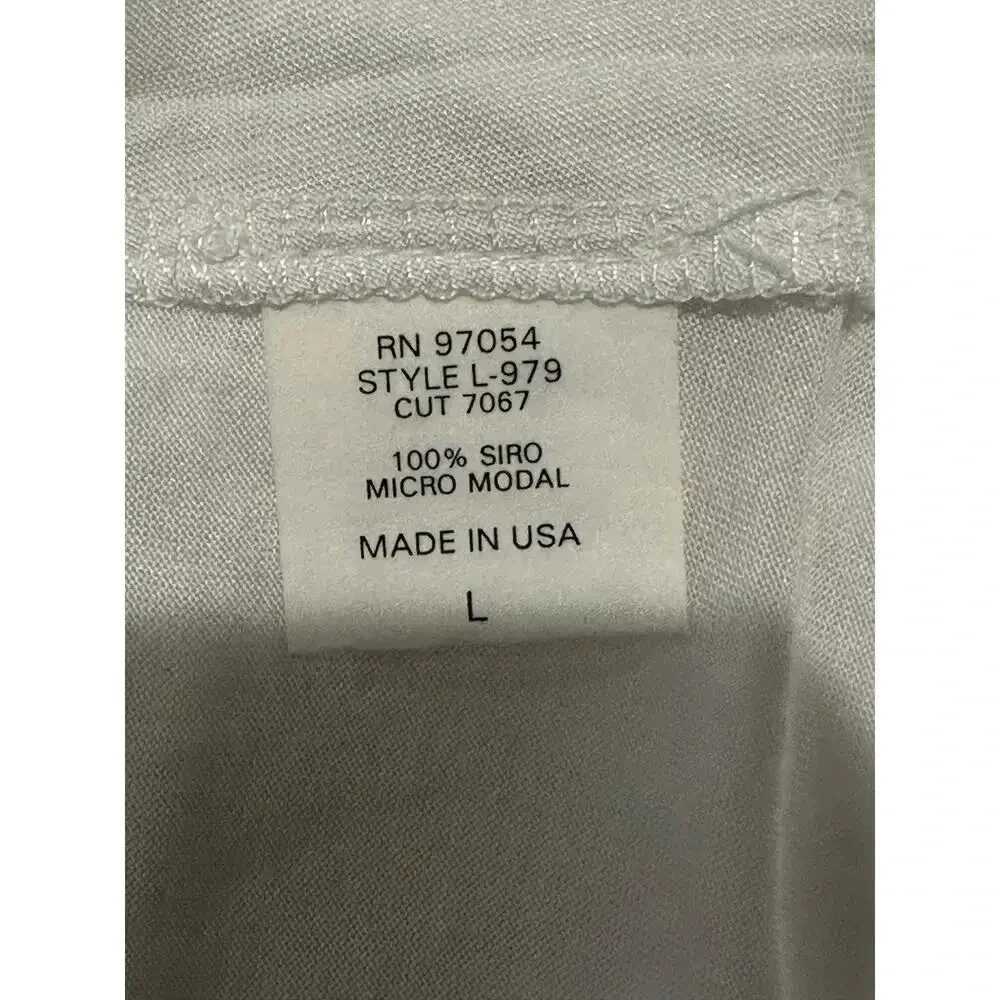 RN 97054
STYLE L-979
CUT 7067
100% SIRO
MICRO MODAL
MADE IN USA
L